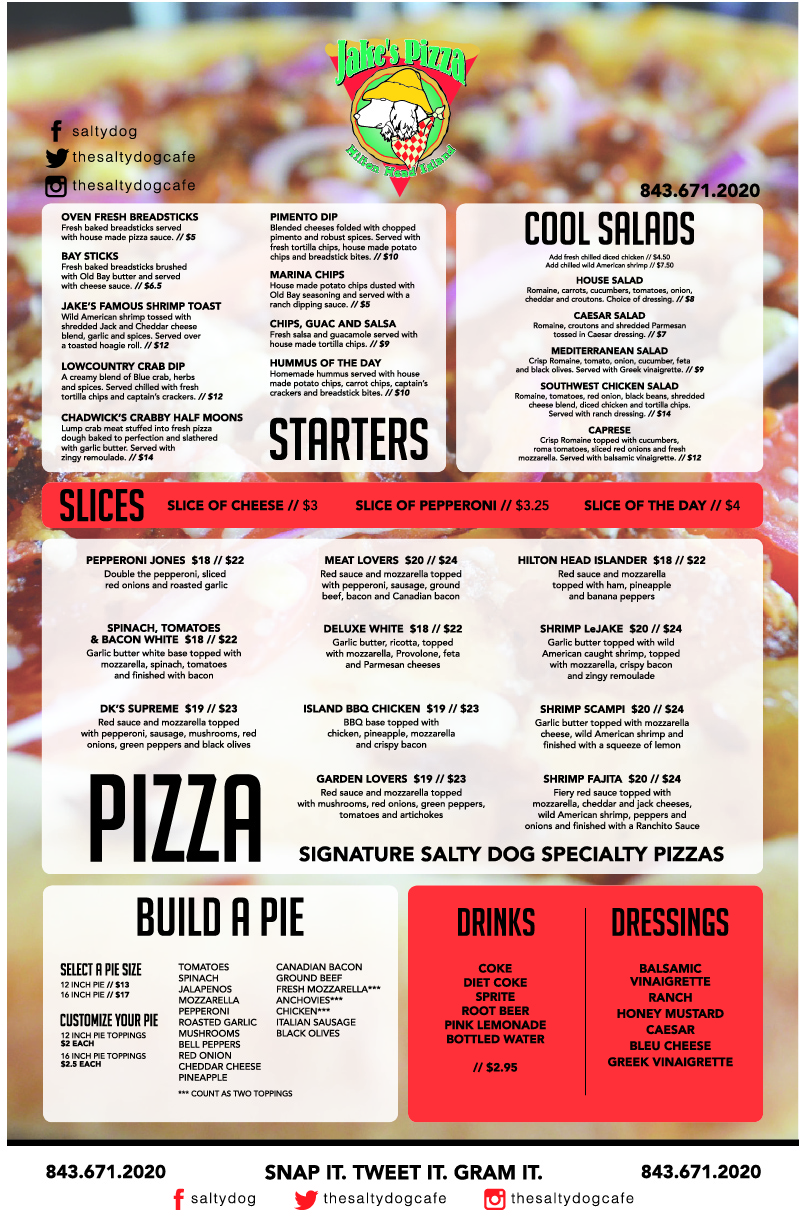 Jake's Pizza
Hilton Head Island
saltydog
thesaltydogcafe
thesaltydogcafe
843.671.2020
OVEN FRESH BREADSTICKS
Fresh baked breadsticks served
with house made pizza sauce. // $5
BAY STICKS
Fresh baked breadsticks brushed
with Old Bay butter and served
with cheese sauce. // $6.5
JAKE'S FAMOUS SHRIMP TOAST
Wild American shrimp tossed with
shredded Jack and Cheddar cheese
blend, garlic and spices. Served over
a toasted hoagie roll. // $12
LOWCOUNTRY CRAB DIP
A creamy blend of Blue crab, herbs
and spices. Served chilled with fresh
tortilla chips and captain's crackers. // $12
CHADWICK'S CRABBY HALF MOONS
Lump crab meat stuffed into fresh pizza
dough baked to perfection and slathered
with garlic butter. Served with
zingy remoulade. // $14
PIMENTO DIP
Blended cheeses folded with chopped
pimento and robust spices. Served with
fresh tortilla chips, house made potato
chips and breadstick bites. // $10
MARINA CHIPS
House made potato chips dusted with
Old Bay seasoning and served with a
ranch dipping sauce. // $5
CHIPS, GUAC AND SALSA
Fresh salsa and guacamole served with
house made tortilla chips. // $9
HUMMUS OF THE DAY
Homemade hummus served with house
made potato chips, carrot chips, captain's
crackers and breadstick bites. // $10
STARTERS
COOL SALADS
Add fresh chilled diced chicken // $4.50
Add chilled wild American shrimp // $7.50
HOUSE SALAD
Romaine, carrots, cucumbers, tomatoes, onion,
cheddar and croutons. Choice of dressing. // $8
CAESAR SALAD
Romaine, croutons and shredded Parmesan
tossed in Caesar dressing. // $7
MEDITERRANEAN SALAD
Crisp Romaine, tomato, onion, cucumber, feta
and black olives. Served with Greek vinaigrette. // $9
SOUTHWEST CHICKEN SALAD
Romaine, tomatoes, red onion, black beans, shredded
cheese blend, diced chicken and tortilla chips.
Served with ranch dressing. // $14
CAPRESE
Crisp Romaine topped with cucumbers,
roma tomatoes, sliced red onions and fresh
mozzarella. Served with balsamic vinaigrette. // $12
SLICES
SLICE OF CHEESE // $3
SLICE OF PEPPERONI // $3.25
SLICE OF THE DAY // $4
PEPPERONI JONES $18 // $22
Double the pepperoni, sliced
red onions and roasted garlic
SPINACH, TOMATOES
& BACON WHITE $18 // $22
Garlic butter white base topped with
mozzarella, spinach, tomatoes
and finished with bacon
DK'S SUPREME $19 // $23
Red sauce and mozzarella topped
with pepperoni, sausage, mushrooms, red
onions, green peppers and black olives
MEAT LOVERS $20 // $24
Red sauce and mozzarella topped
with pepperoni, sausage, ground
beef, bacon and Canadian bacon
DELUXE WHITE $18 // $22
Garlic butter, ricotta, topped
with mozzarella, Provolone, feta
and Parmesan cheeses
ISLAND BBQ CHICKEN $19 // $23
BBQ base topped with
chicken, pineapple, mozzarella
and crispy bacon
GARDEN LOVERS $19 // $23
Red sauce and mozzarella topped
with mushrooms, red onions, green peppers,
tomatoes and artichokes
HILTON HEAD ISLANDER $18 // $22
Red sauce and mozzarella
topped with ham, pineapple
and banana peppers
SHRIMP LeJAKE $20 // $24
Garlic butter topped with wild
American caught shrimp, topped
with mozzarella, crispy bacon
and zingy remoulade
SHRIMP SCAMPI $20 // $24
Garlic butter topped with mozzarella
cheese, wild American shrimp and
finished with a squeeze of lemon
SHRIMP FAJITA $20 // $24
Fiery red sauce topped with
mozzarella, cheddar and jack cheeses,
wild American shrimp, peppers and
onions and finished with a Ranchito Sauce
PIZZA
SIGNATURE SALTY DOG SPECIALTY PIZZAS
BUILD A PIE
SELECT A PIE SIZE
12 INCH PIE // $13
16 INCH PIE // $17
CUSTOMIZE YOUR PIE
12 INCH PIE TOPPINGS
$2 EACH
16 INCH PIE TOPPINGS
$2.5 EACH
TOMATOES
SPINACH
JALAPENOS
MOZZARELLA
PEPPERONI
ROASTED GARLIC
MUSHROOMS
BELL PEPPERS
RED ONION
CHEDDAR CHEESE
PINEAPPLE
CANADIAN BACON
GROUND BEEF
FRESH MOZZARELLA***
ANCHOVIES***
CHICKEN***
ITALIAN SAUSAGE
BLACK OLIVES
*** COUNT AS TWO TOPPINGS
DRINKS
COKE
DIET COKE
SPRITE
ROOT BEER
PINK LEMONADE
BOTTLED WATER
// $2.95
DRESSINGS
BALSAMIC
VINAIGRETTE
RANCH
HONEY MUSTARD
CAESAR
BLEU CHEESE
GREEK VINAIGRETTE
843.671.2020
SNAP IT. TWEET IT. GRAM IT.
843.671.2020
saltydog
thesaltydogcafe
thesaltydogcafe